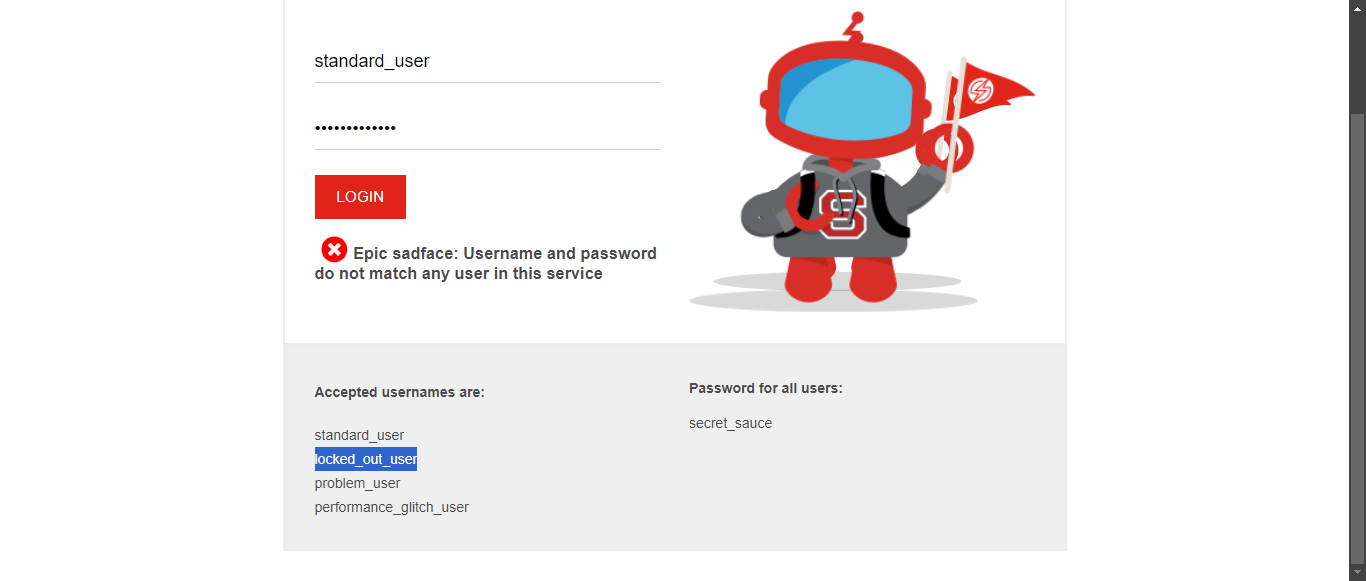 standard_user
•••••••••••••
LOGIN
Epic sadface: Username and password
do not match any user in this service
Accepted usernames are:
standard_user
locked_out_user
problem_user
performance_glitch_user
Password for all users:
secret_sauce
S